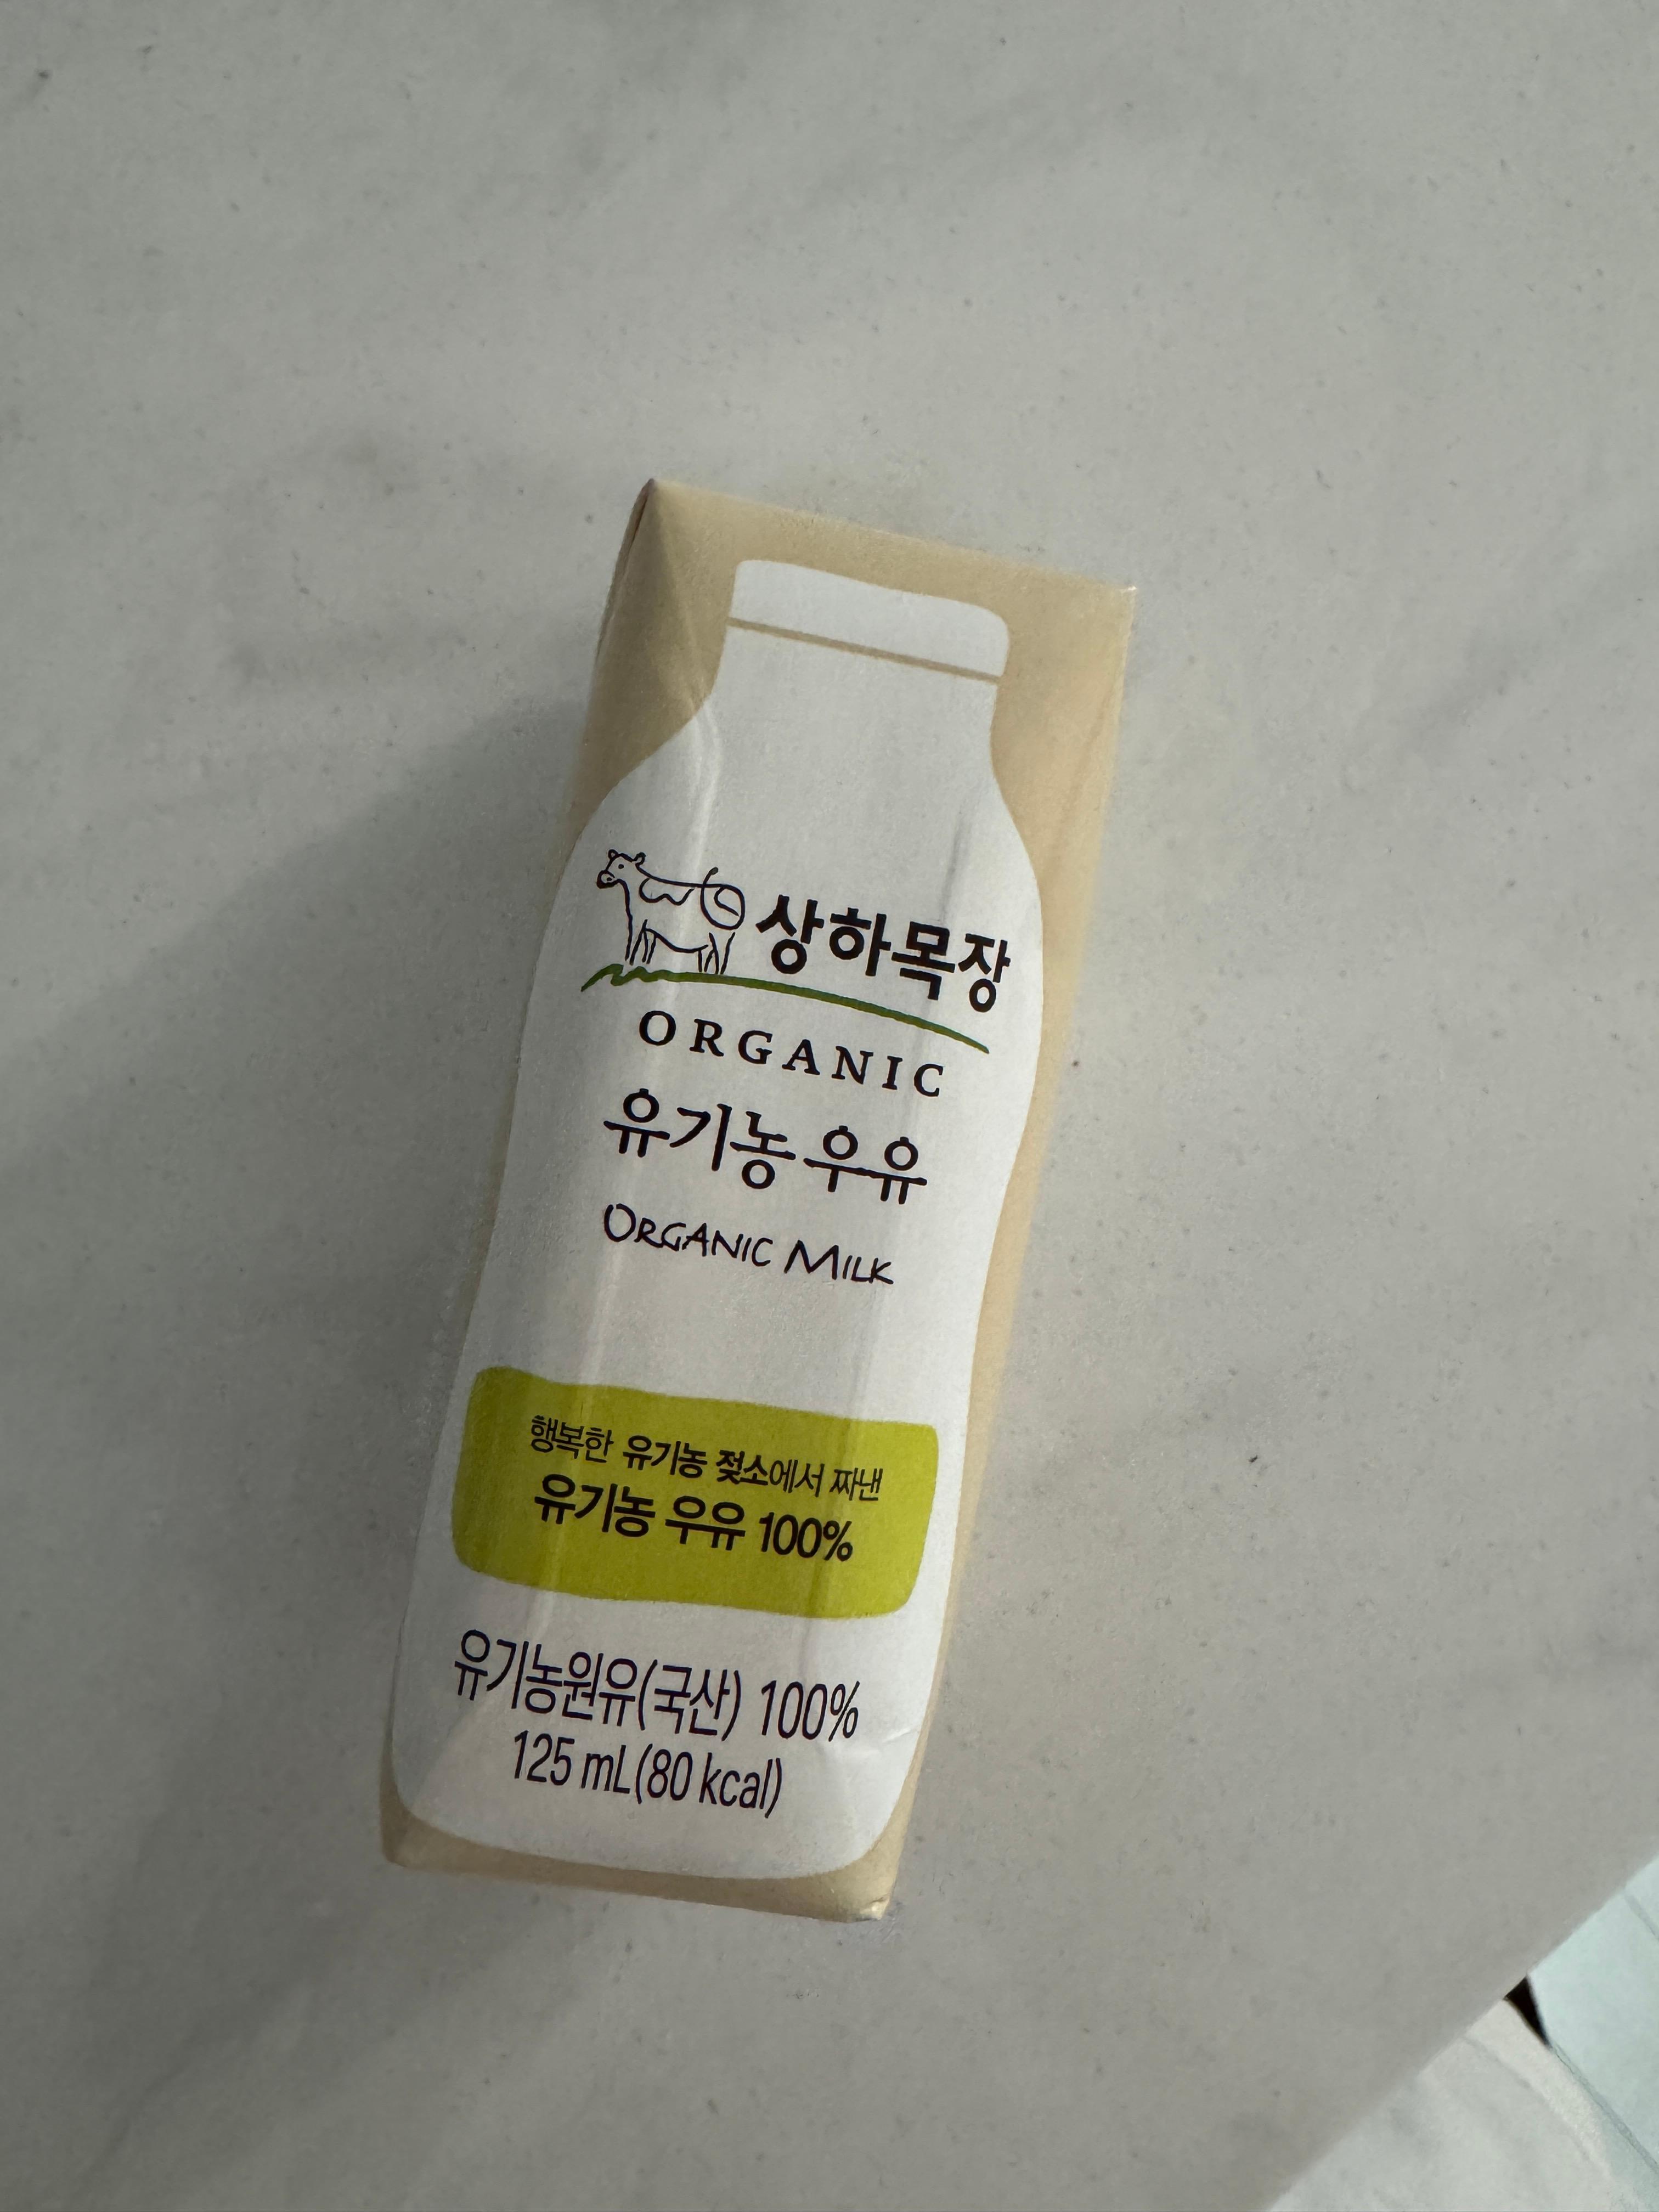 상하목장
ORGANIC
유기농우유
ORGANIC MILK
행복한 유기농 젖소에서 짜낸
유기농 우유 100%
유기농원유(국산) 100%
125 mL(80 kcal)